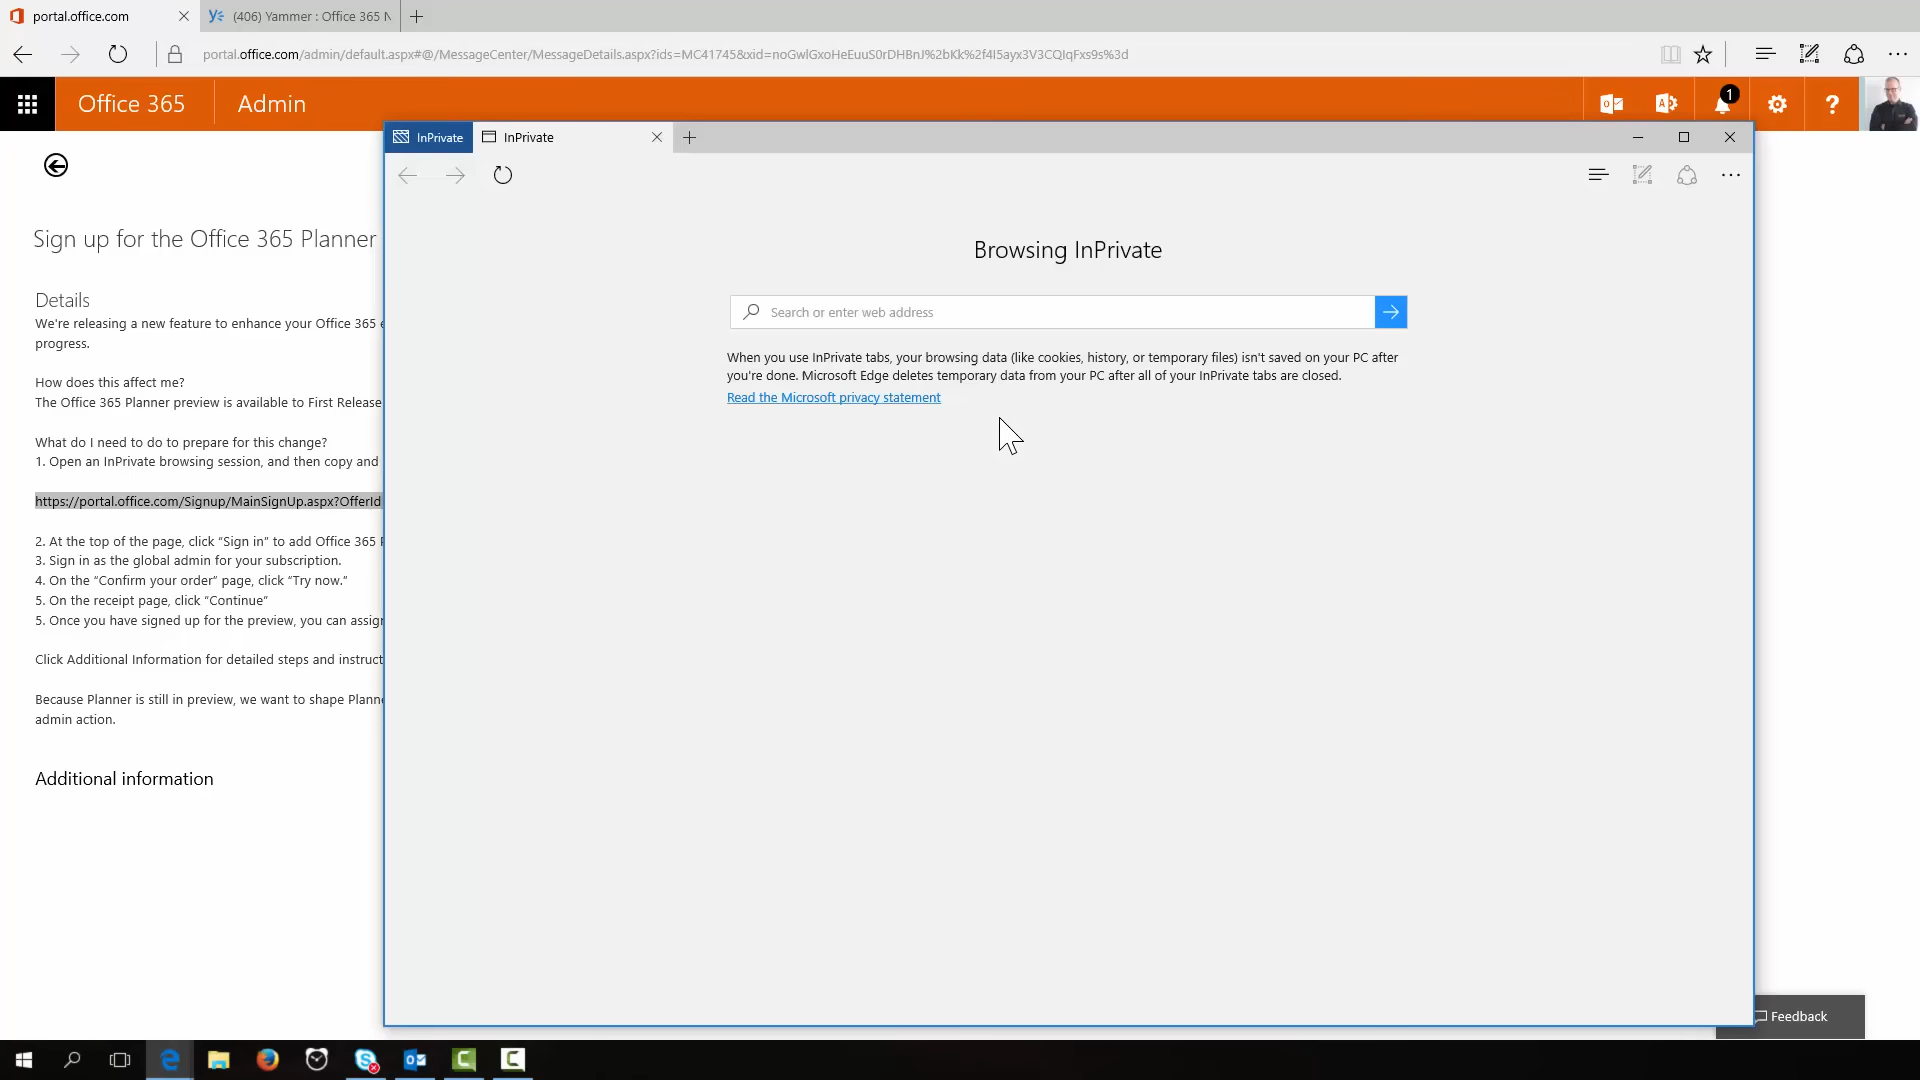 portal.office.com
(406) Yammer : Office 365 N
portal.office.com/admin/default.aspx#@/MessageCenter/MessageDetails.aspx?ids=MC41745&xid=noGwlGxoHeEuuS0rDHBnJ%2bKk%2f4I5ayx3V3CQJqFxs9s%3d
Office 365
Admin
1
InPrivate
InPrivate
Browsing InPrivate
Search or enter web address
When you use InPrivate tabs, your browsing data (like cookies, history, or temporary files) isn't saved on your PC after
you're done. Microsoft Edge deletes temporary data from your PC after all of your InPrivate tabs are closed.
Read the Microsoft privacy statement
Sign up for the Office 365 Planner
Details
We're releasing a new feature to enhance your Office 365 e
progress.
How does this affect me?
The Office 365 Planner preview is available to First Release
What do I need to do to prepare for this change?
1. Open an InPrivate browsing session, and then copy and
https://portal.office.com/Signup/MainSignUp.aspx?OfferId
2. At the top of the page, click “Sign in” to add Office 365 P
3. Sign in as the global admin for your subscription.
4. On the “Confirm your order” page, click “Try now.”
5. On the receipt page, click “Continue”
5. Once you have signed up for the preview, you can assign
Click Additional Information for detailed steps and instruct
Because Planner is still in preview, we want to shape Planne
admin action.
Additional information
Feedback